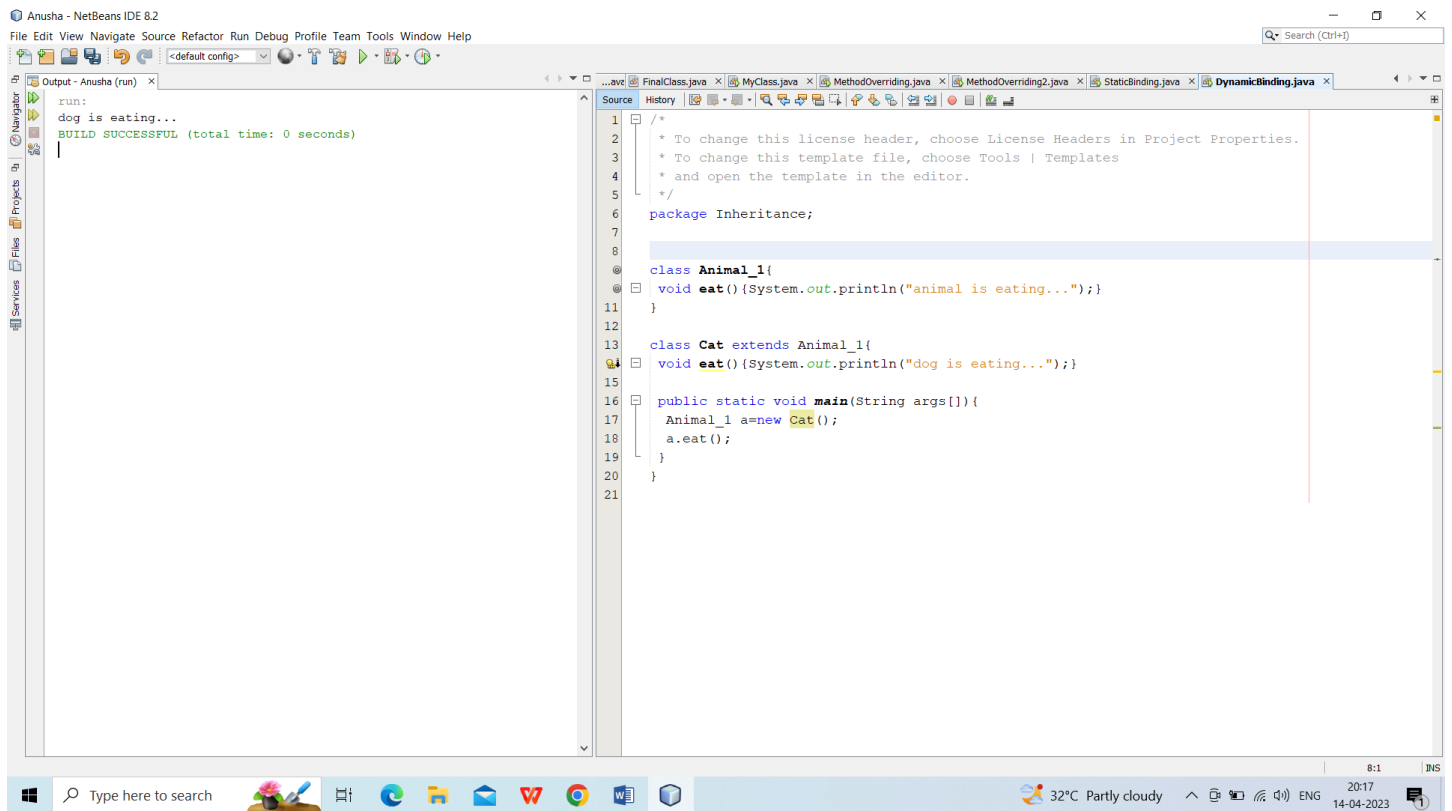 Anusha - NetBeans IDE 8.2
File Edit View Navigate Source Refactor Run Debug Profile Team Tools Window Help
Search (Ctrl+I)
<default config>
Output - Anusha (run)
run:
dog is eating...
BUILD SUCCESSFUL (total time: 0 seconds)
Navigator
Projects
Files
Services
...ava FinalClass.java MyClass.java MethodOverriding.java MethodOverriding2.java StaticBinding.java DynamicBinding.java
Source History
1 /*
2 * To change this license header, choose License Headers in Project Properties.
3 * To change this template file, choose Tools | Templates
4 * and open the template in the editor.
5 */
6 package Inheritance;
7
8
class Animal_1{
void eat(){System.out.println("animal is eating...");}
11 }
12
13 class Cat extends Animal_1{
void eat(){System.out.println("dog is eating...");}
15
16 public static void main(String args[]){
17 Animal_1 a=new Cat();
18 a.eat();
19 }
20 }
21
8:1 INS
Type here to search
32°C Partly cloudy
ENG
20:17
14-04-2023
1